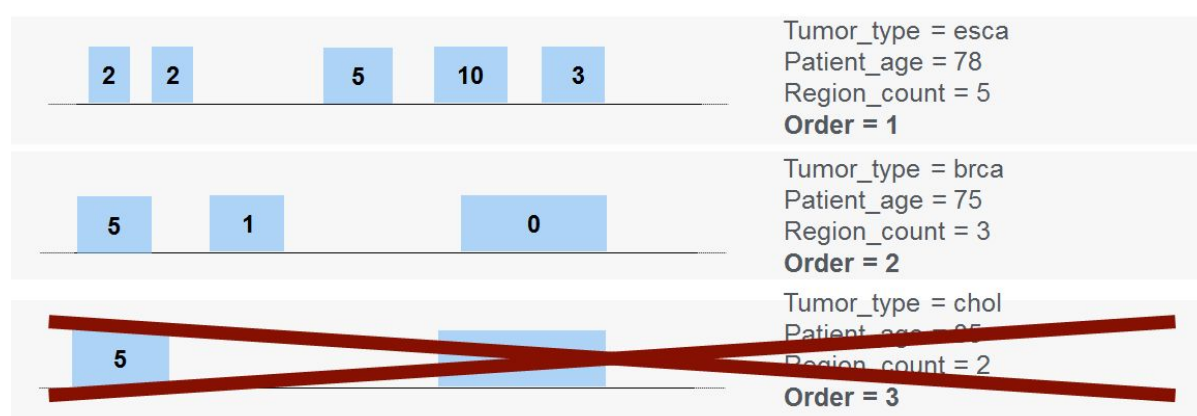 2 2 5 10 3
Tumor_type = esca
Patient_age = 78
Region_count = 5
Order = 1
5 1 0
Tumor_type = brca
Patient_age = 75
Region_count = 3
Order = 2
5
Tumor_type = chol
Patient_age =
Region_count = 2
Order = 3